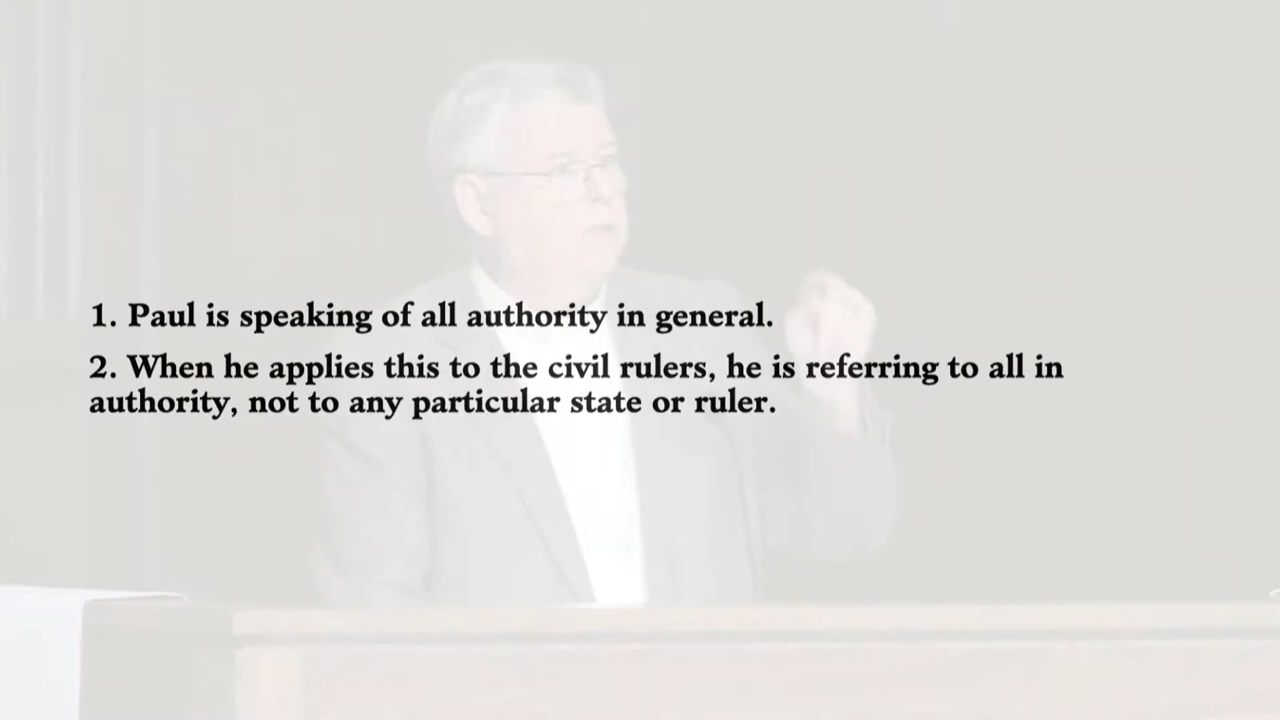 1. Paul is speaking of all authority in general.
2. When he applies this to the civil rulers, he is referring to all in
authority, not to any particular state or ruler.